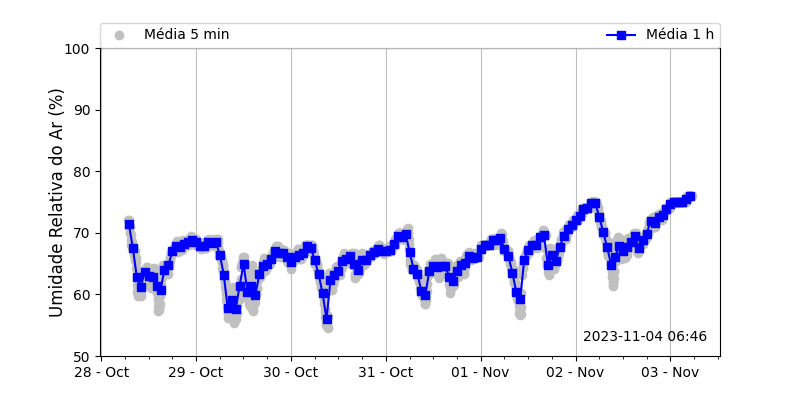 Média 5 min
Média 1 h
Umidade Relativa do Ar (%)
100
90
80
70
60
50
2023-11-04 06:46
28 - Oct
29 - Oct
30 - Oct
31 - Oct
01 - Nov
02 - Nov
03 - Nov